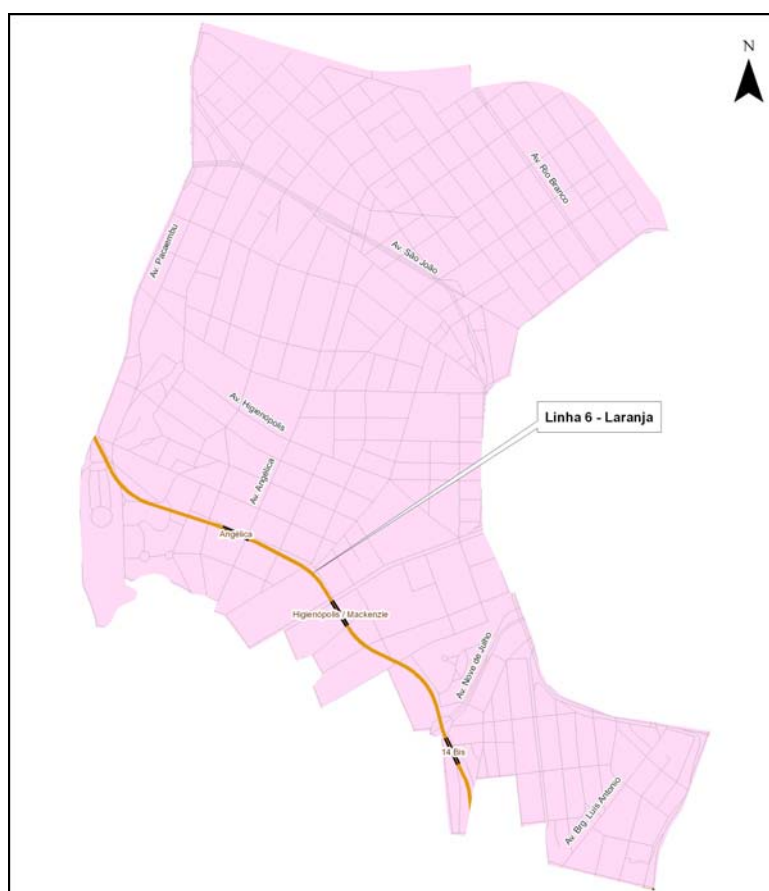 N
Av. Rio Branco
Av. Pacaembu
Av. São João
Av. Higienópolis
Linha 6 - Laranja
Av. Angélica
Angélica
Higienópolis / Mackenzie
Av. Nove de Julho
14 Bis
Av. Brg. Luís Antonio